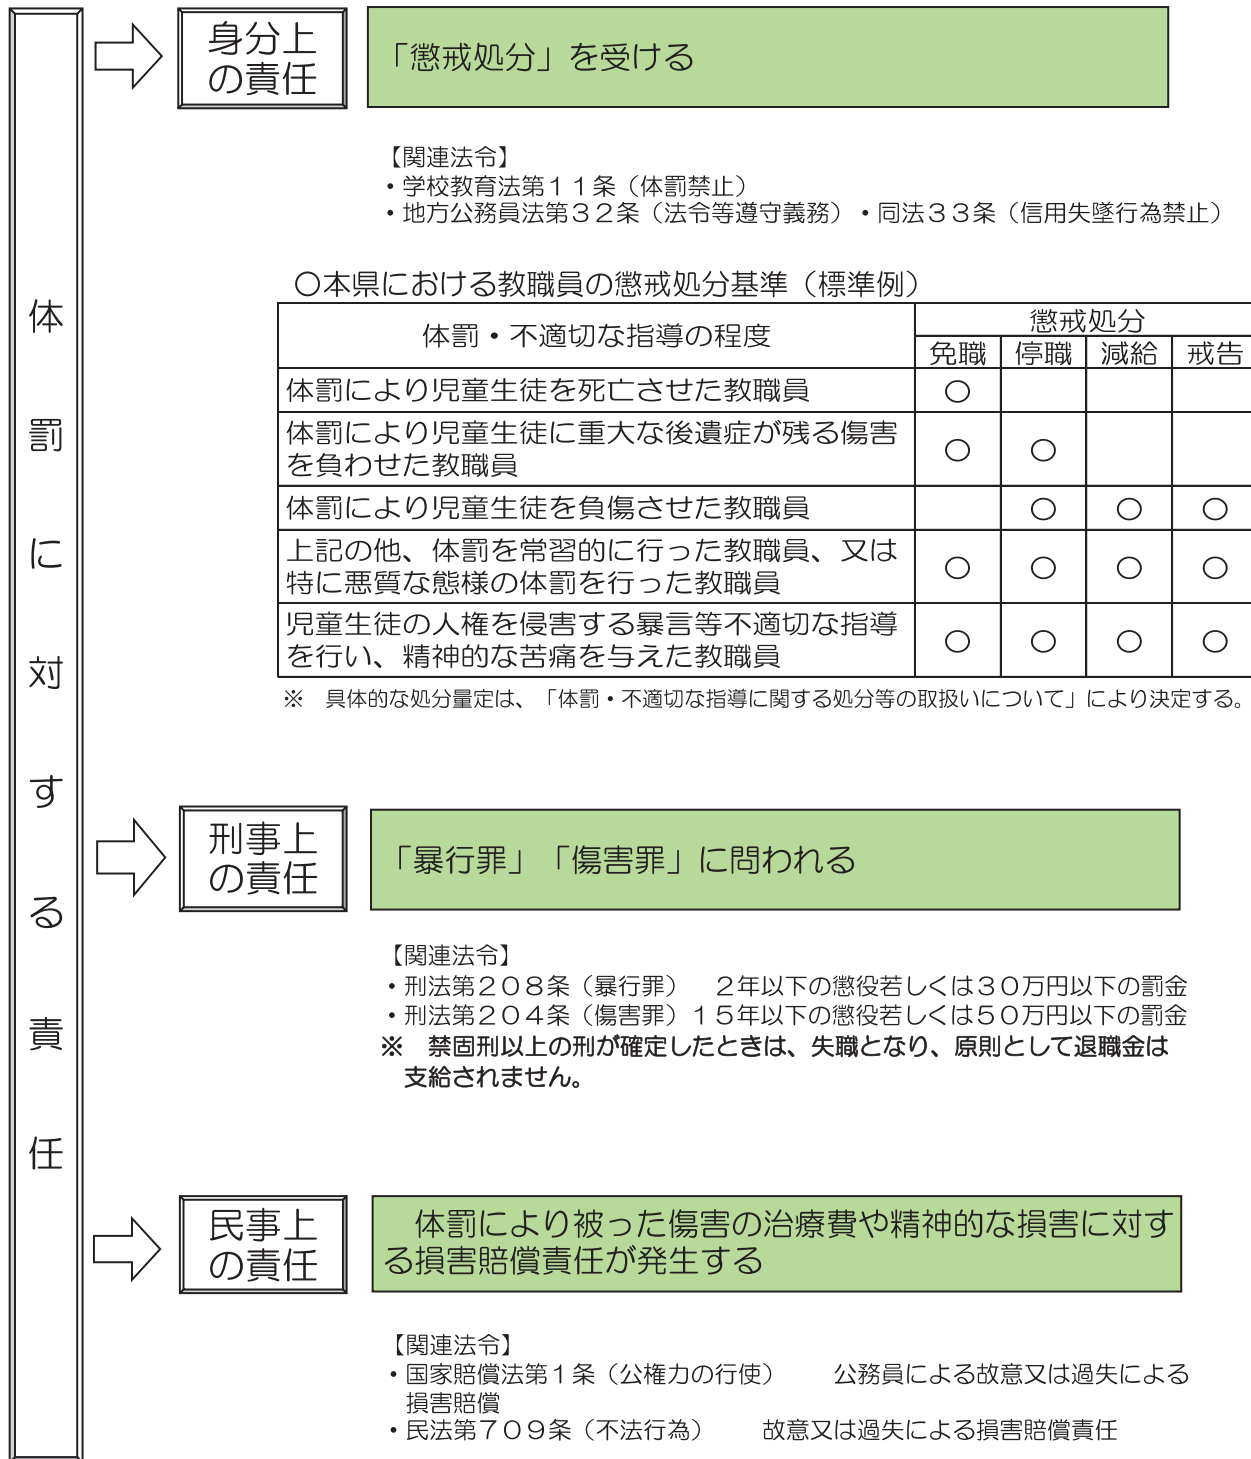 体罰に対する責任
身分上
の責任
「懲戒処分」を受ける
【関連法令】
・学校教育法第１１条（体罰禁止）
・地方公務員法第３２条（法令等遵守義務）・同法３３条（信用失墜行為禁止）
〇本県における教職員の懲戒処分基準（標準例）
体罰・不適切な指導の程度
懲戒処分
免職 停職 減給 戒告
体罰により児童生徒を死亡させた教職員 〇
体罰により児童生徒に重大な後遺症が残る傷害
を負わせた教職員 〇 〇
体罰により児童生徒を負傷させた教職員 〇 〇 〇
上記の他、体罰を常習的に行った教職員、又は
特に悪質な態様の体罰を行った教職員 〇 〇 〇 〇
児童生徒の人権を侵害する暴言等不適切な指導
を行い、精神的な苦痛を与えた教職員 〇 〇 〇 〇
※　具体的な処分量定は、「体罰・不適切な指導に関する処分等の取扱いについて」により決定する。
刑事上
の責任
「暴行罪」「傷害罪」に問われる
【関連法令】
・刑法第２０８条（暴行罪）　２年以下の懲役若しくは３０万円以下の罰金
・刑法第２０４条（傷害罪）１５年以下の懲役若しくは５０万円以下の罰金
※　禁固刑以上の刑が確定したときは、失職となり、原則として退職金は
支給されません。
民事上
の責任
体罰により被った傷害の治療費や精神的な損害に対す
る損害賠償責任が発生する
【関連法令】
・国家賠償法第１条（公権力の行使）　　公務員による故意又は過失による
損害賠償
・民法第７０９条（不法行為）　　故意又は過失による損害賠償責任